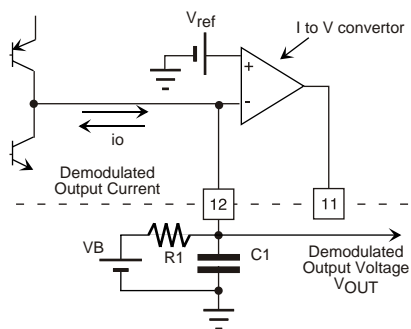 Vref
I to V convertor
+
-
io
Demodulated
Output Current
12
11
VB
R1
C1
Demodulated
Output Voltage
VOUT